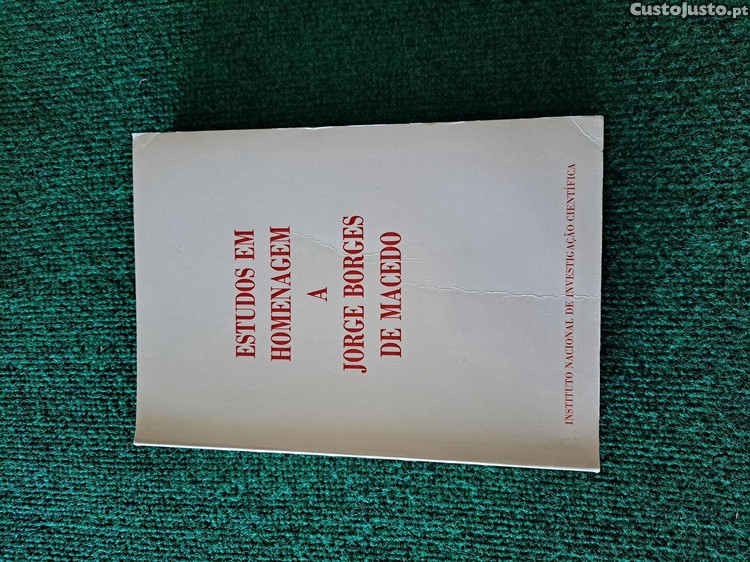 CustoJusto.pt
ESTUDOS EM
HOMENAGEM
A
JORGE BORGES
DE MACEDO
INSTITUTO NACIONAL DE INVESTIGAÇÃO CIENTÍFICA